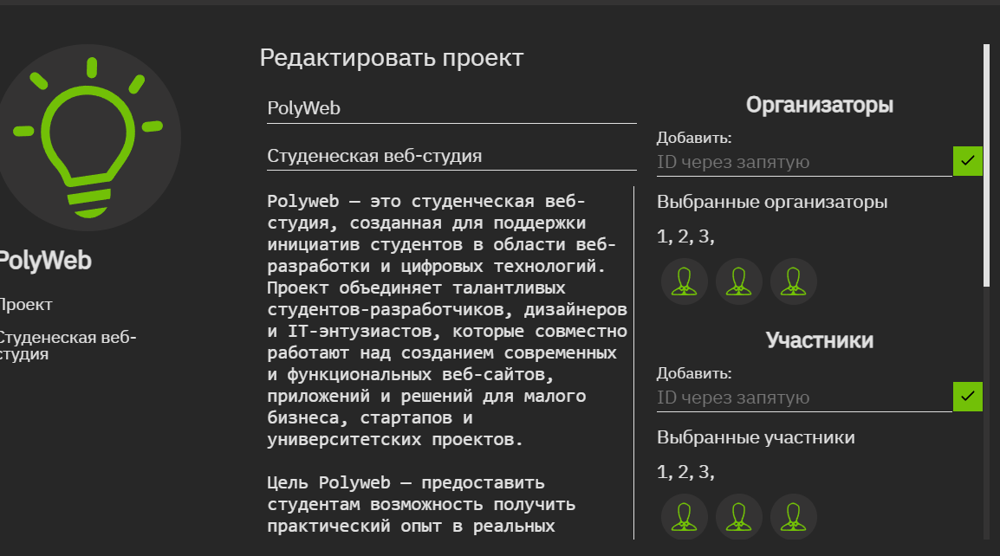 PolyWeb
Проект
Студенеская веб-
студия
Редактировать проект
PolyWeb
Студенеская веб-студия
Polyweb — это студенческая веб-
студия, созданная для поддержки
инициатив студентов в области веб-
разработки и цифровых технологий.
Проект объединяет талантливых
студентов-разработчиков, дизайнеров
и IT-энтузиастов, которые совместно
работают над созданием современных
и функциональных веб-сайтов,
приложений и решений для малого
бизнеса, стартапов и
университетских проектов.
Цель Polyweb — предоставить
студентам возможность получить
практический опыт в реальных
Организаторы
Добавить:
ID через запятую
Выбранные организаторы
1, 2, 3,
Участники
Добавить:
ID через запятую
Выбранные участники
1, 2, 3,